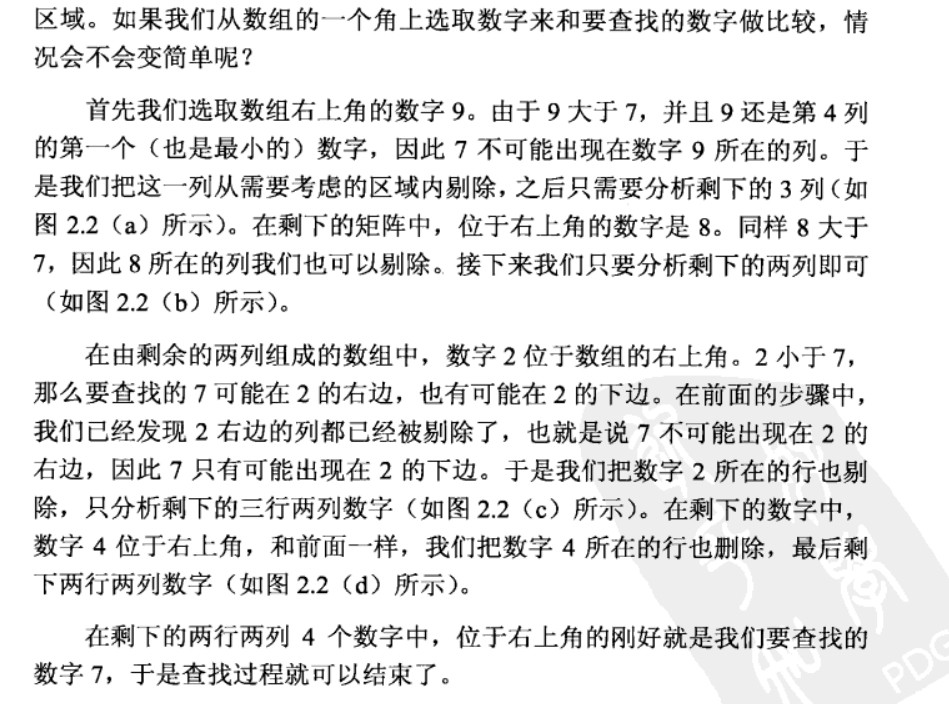 区域。如果我们从数组的一个角上选取数字来和要查找的数字做比较，情
况会不会变简单呢？
首先我们选取数组右上角的数字 9。由于 9 大于 7，并且 9 还是第 4 列
的第一个（也是最小的）数字，因此 7 不可能出现在数字 9 所在的列。于
是我们把这一列从需要考虑的区域内剔除，之后只需要分析剩下的 3 列（如
图 2.2（a）所示）。在剩下的矩阵中，位于右上角的数字是 8。同样 8 大于
7，因此 8 所在的列我们也可以剔除。接下来我们只要分析剩下的两列即可
（如图 2.2（b）所示）。
在由剩余的两列组成的数组中，数字 2 位于数组的右上角。2 小于 7，
那么要查找的 7 可能在 2 的右边，也有可能在 2 的下边。在前面的步骤中，
我们已经发现 2 右边的列都已经被剔除了，也就是说 7 不可能出现在 2 的
右边，因此 7 只有可能出现在 2 的下边。于是我们把数字 2 所在的行也剔
除，只分析剩下的三行两列数字（如图 2.2（c）所示）。在剩下的数字中，
数字 4 位于右上角，和前面一样，我们把数字 4 所在的行也删除，最后剩
下两行两列数字（如图 2.2（d）所示）。
在剩下的两行两列 4 个数字中，位于右上角的刚好就是我们要查找的
数字 7，于是查找过程就可以结束了。
PDG